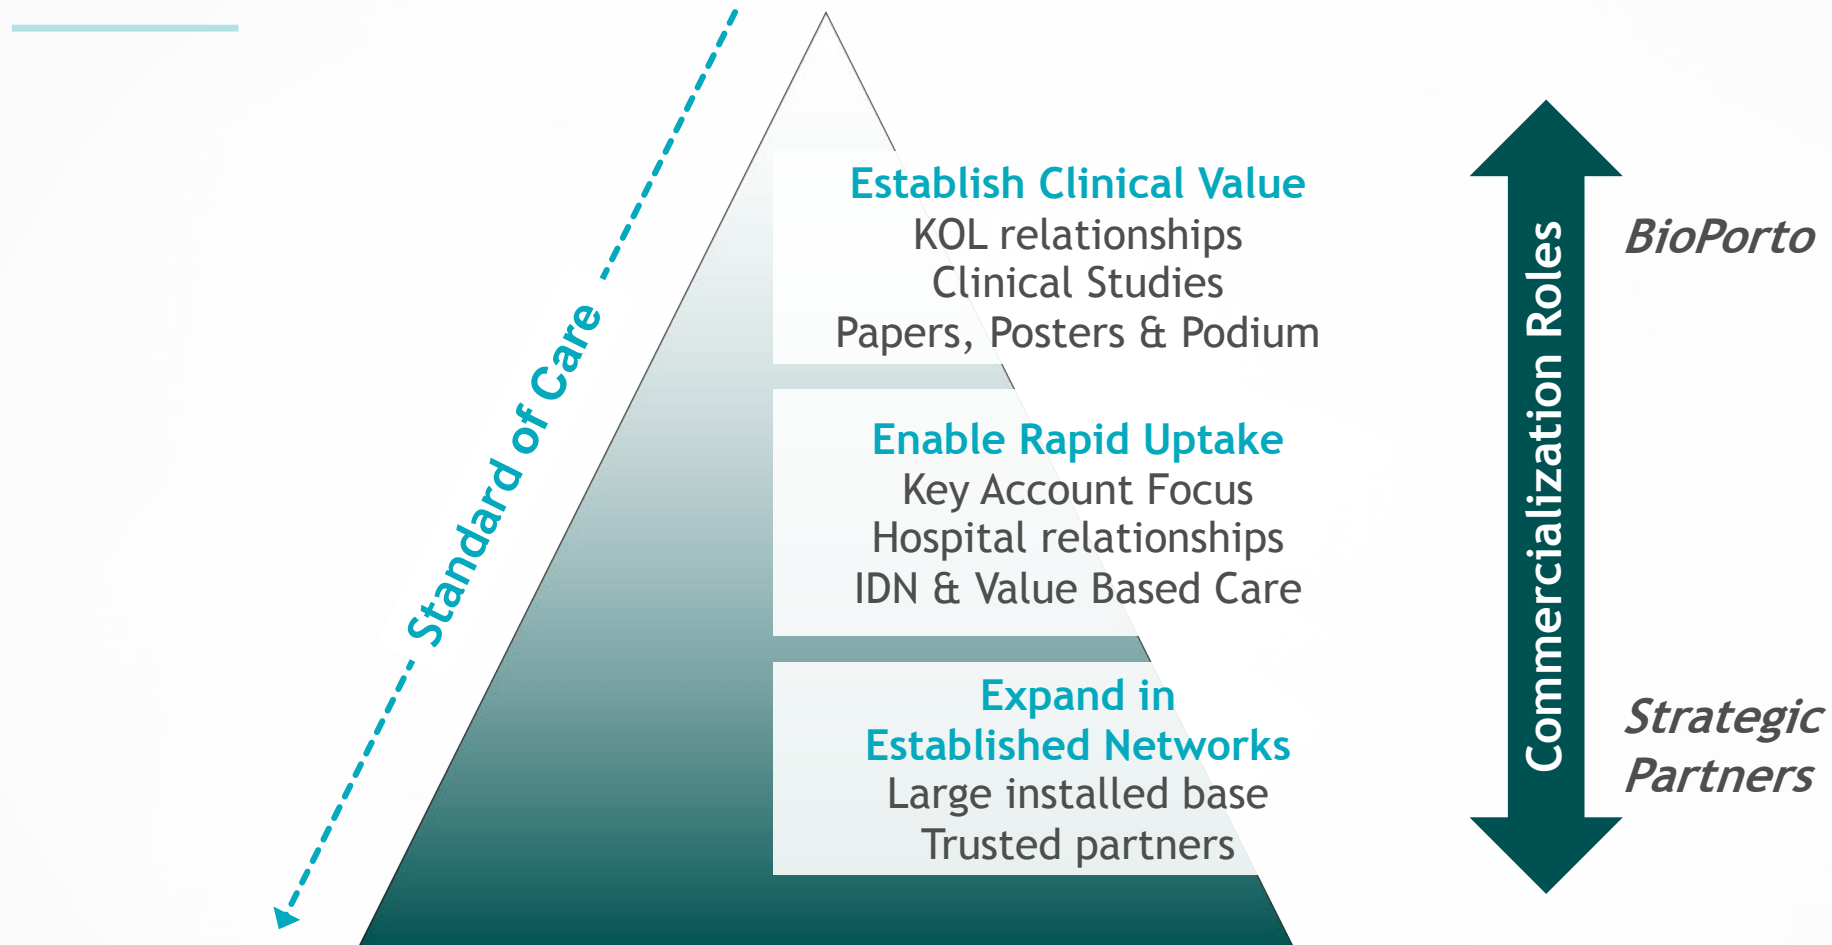 Standard of Care
Establish Clinical Value
KOL relationships
Clinical Studies
Papers, Posters & Podium
Enable Rapid Uptake
Key Account Focus
Hospital relationships
IDN & Value Based Care
Expand in
Established Networks
Large installed base
Trusted partners
Commercialization Roles
BioPorto
Strategic
Partners